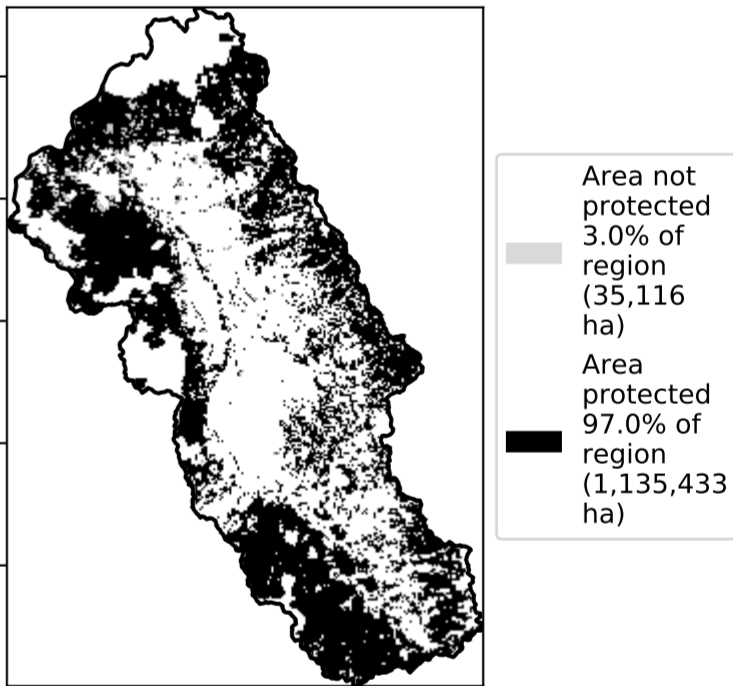 Area not
protected
3.0% of
region
(35,116
ha)
Area
protected
97.0% of
region
(1,135,433
ha)